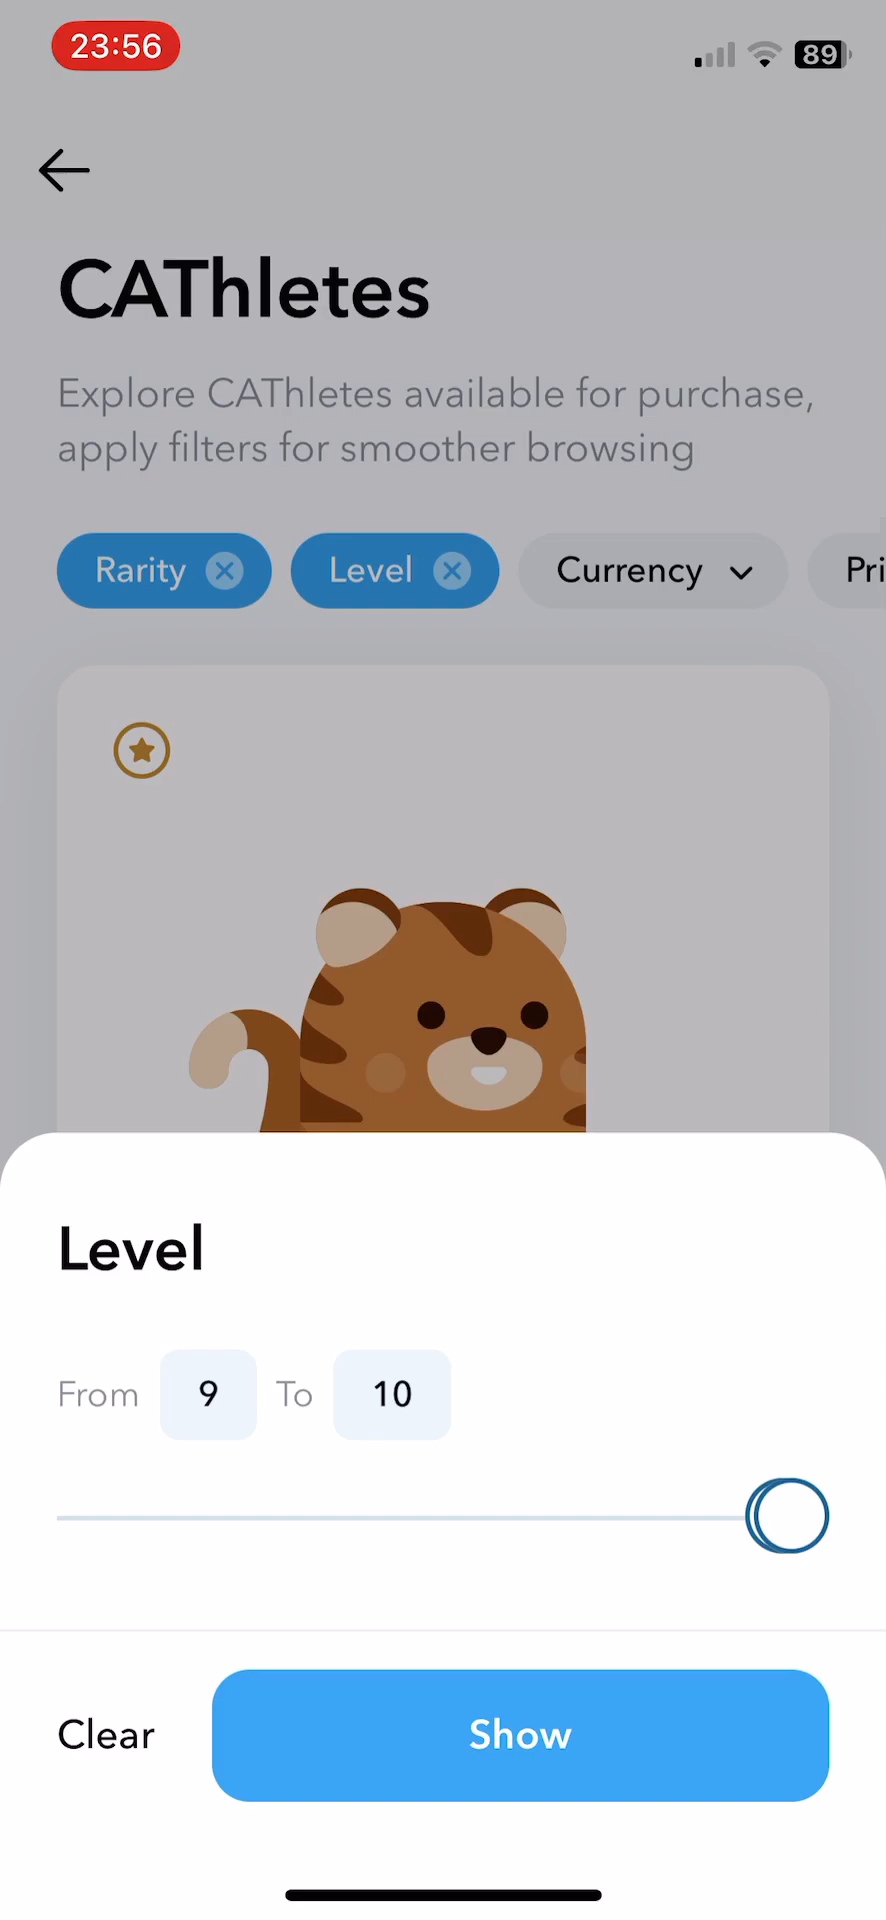 23:56
89
CAThletes
Explore CAThletes available for purchase,
apply filters for smoother browsing
Rarity
Level
Currency
Pri
Level
From 9 To 10
Clear
Show